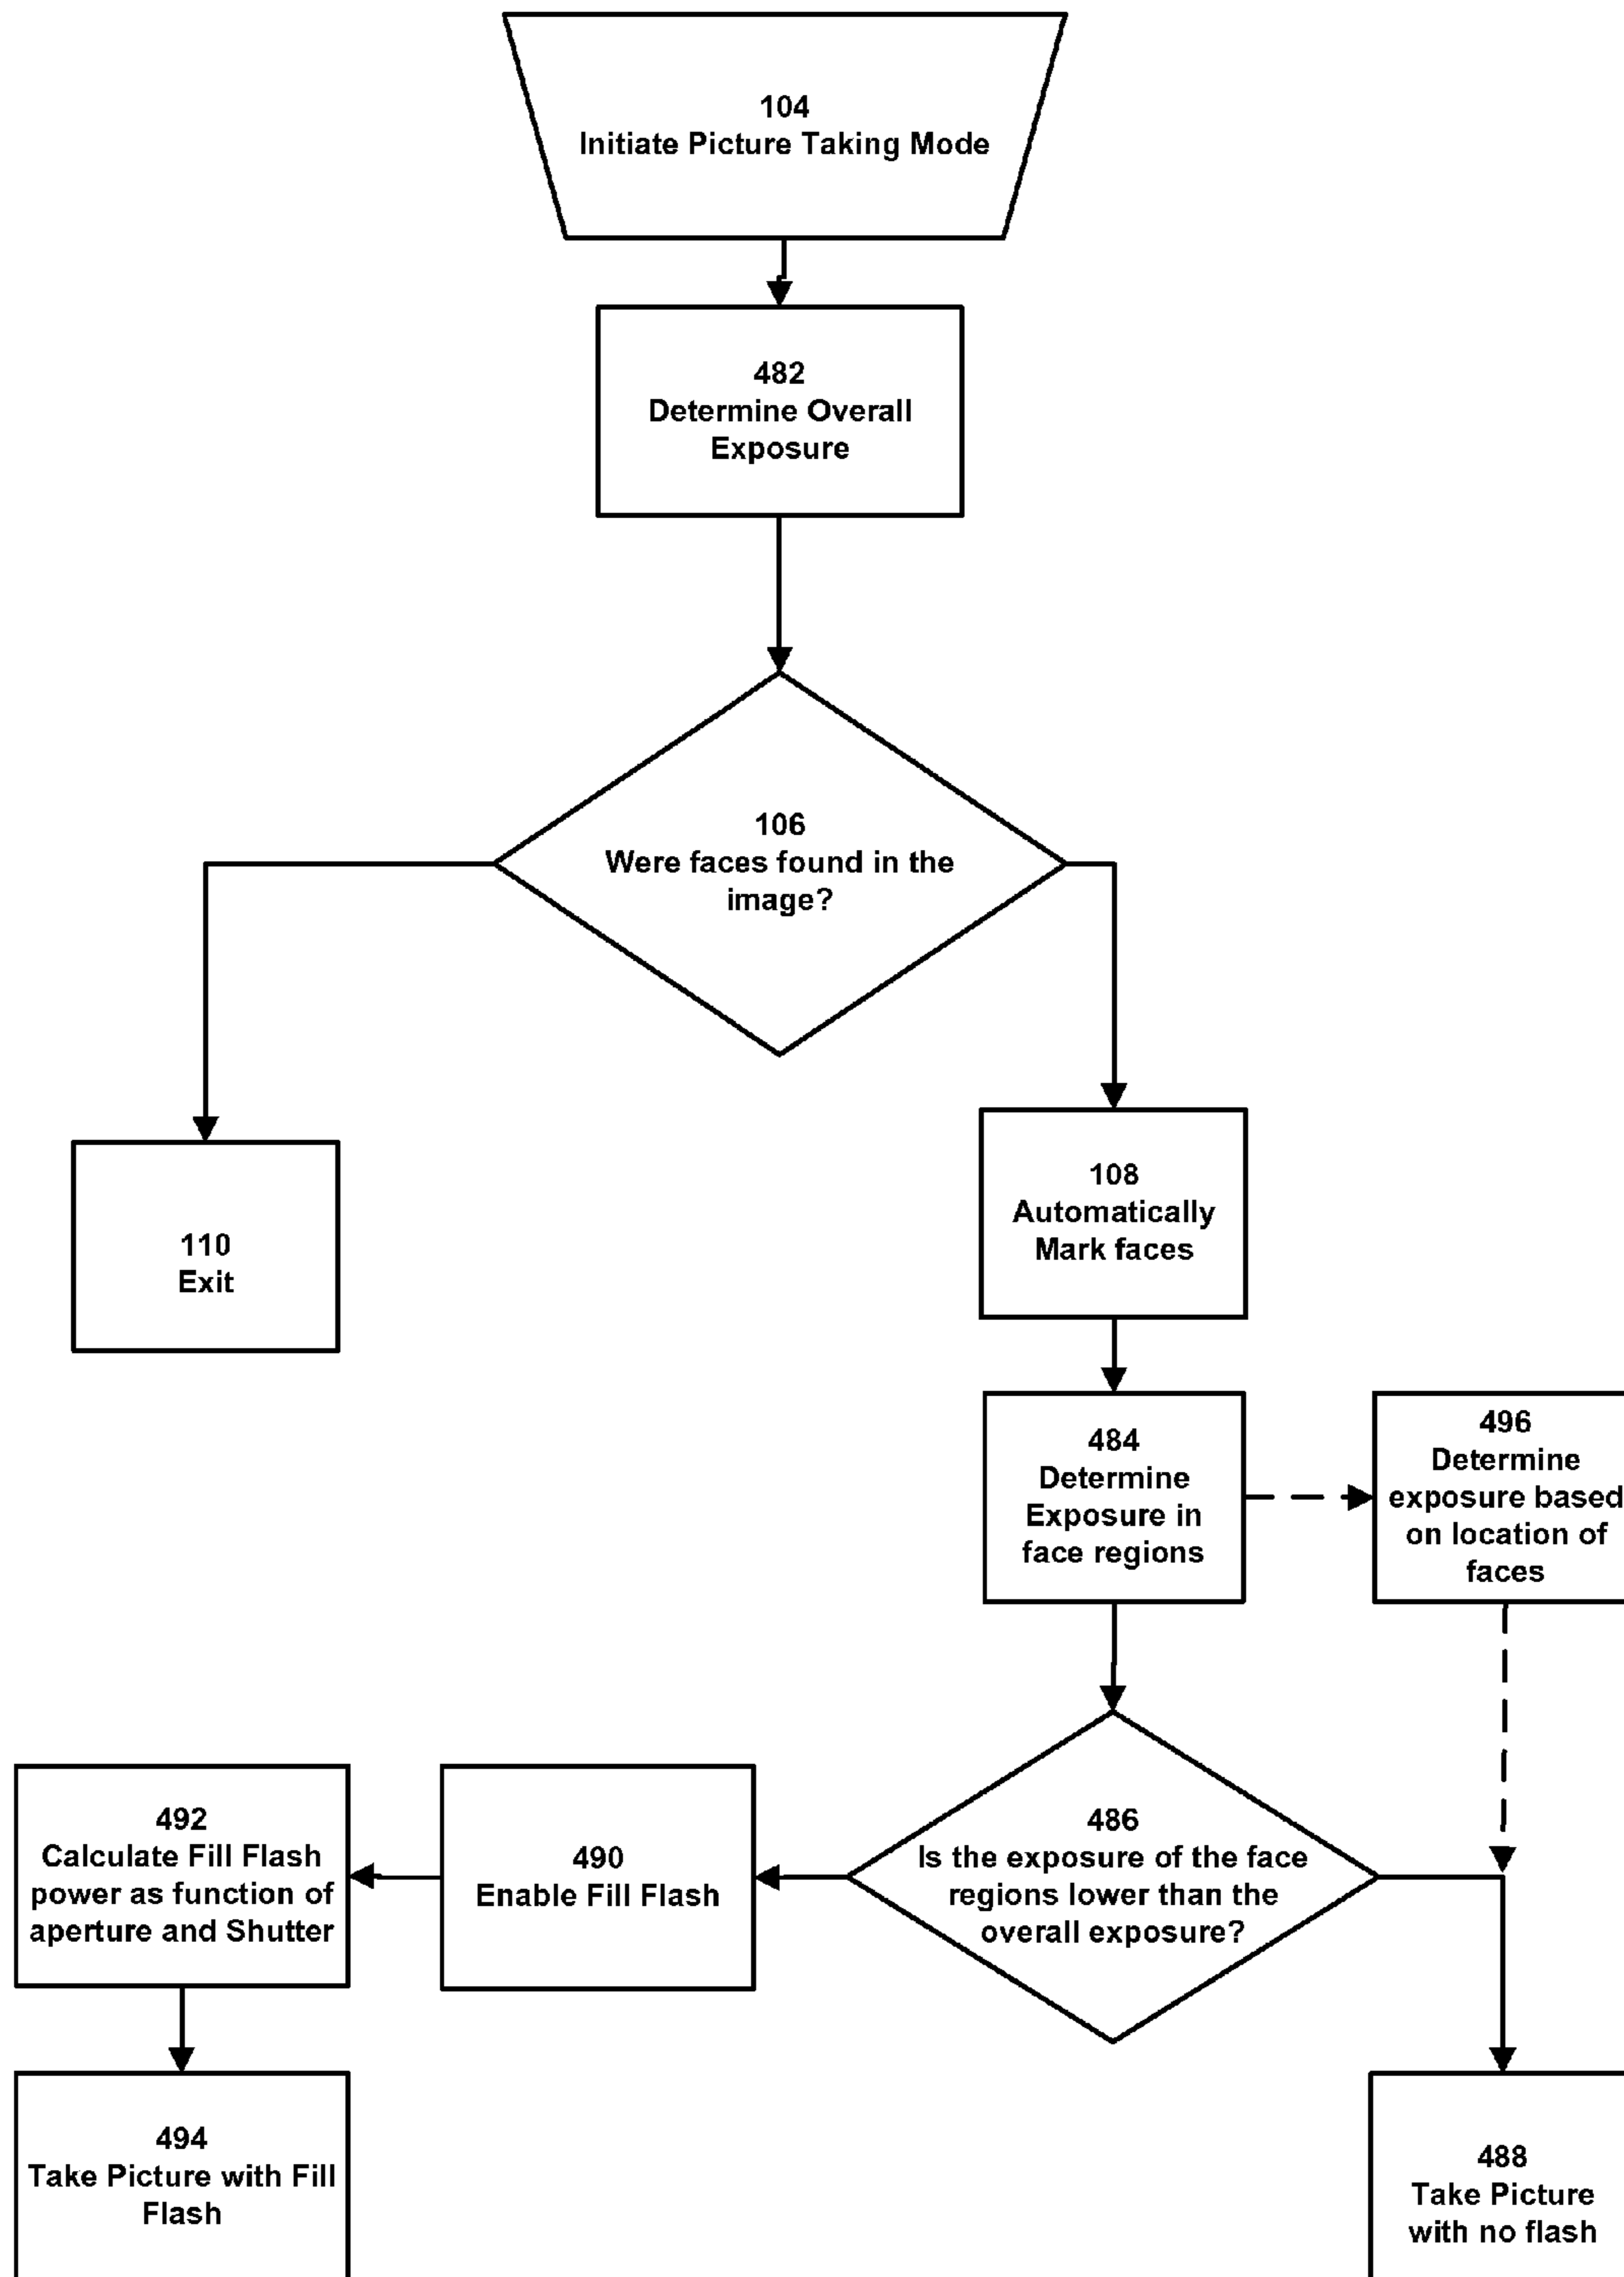 104
Initiate Picture Taking Mode
482
Determine Overall
Exposure
106
Were faces found in the
image?
110
Exit
108
Automatically
Mark faces
484
Determine
Exposure in
face regions
496
Determine
exposure based
on location of
faces
492
Calculate Fill Flash
power as function of
aperture and Shutter
490
Enable Fill Flash
486
Is the exposure of the face
regions lower than the
overall exposure?
494
Take Picture with Fill
Flash
488
Take Picture
with no flash